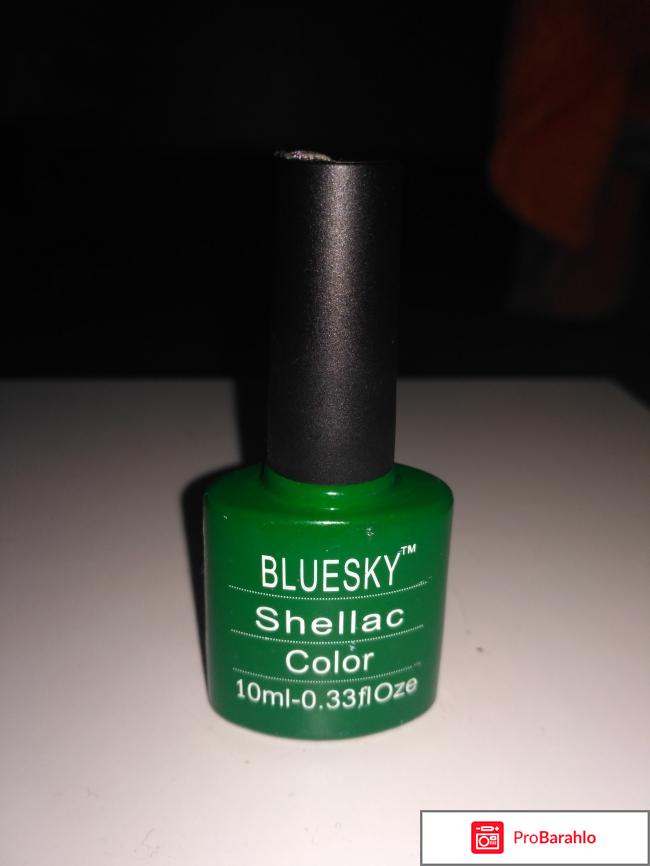 BLUESKY™
Shellac
Color
10ml-0.33flOze
ProBarahlo